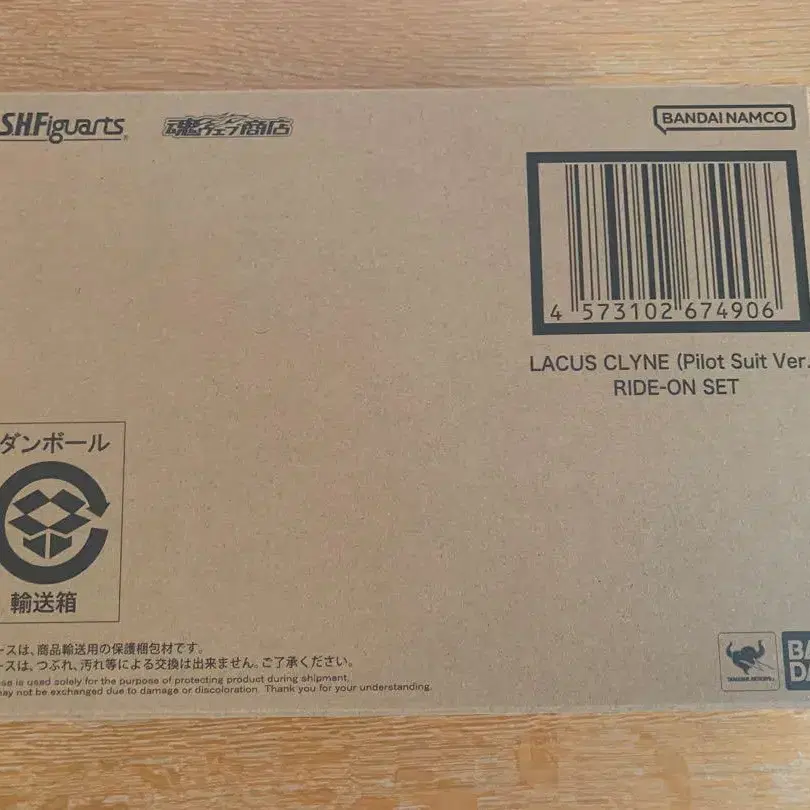 S.H.Figuarts
魂ウェブ商店
BANDAI NAMCO
4 573102 674906
LACUS CLYNE (Pilot Suit Ver.
RIDE-ON SET
ダンボール
輸送箱
ースは、商品輸送用の保護梱包材です。
ースは、つぶれ、汚れ等による交換は出来ません。ご了承ください。
se is used solely for the purpose of protecting product during shipment,
ay not be exchanged due to damage or discoloration. Thank you for your understanding.
BA
DA